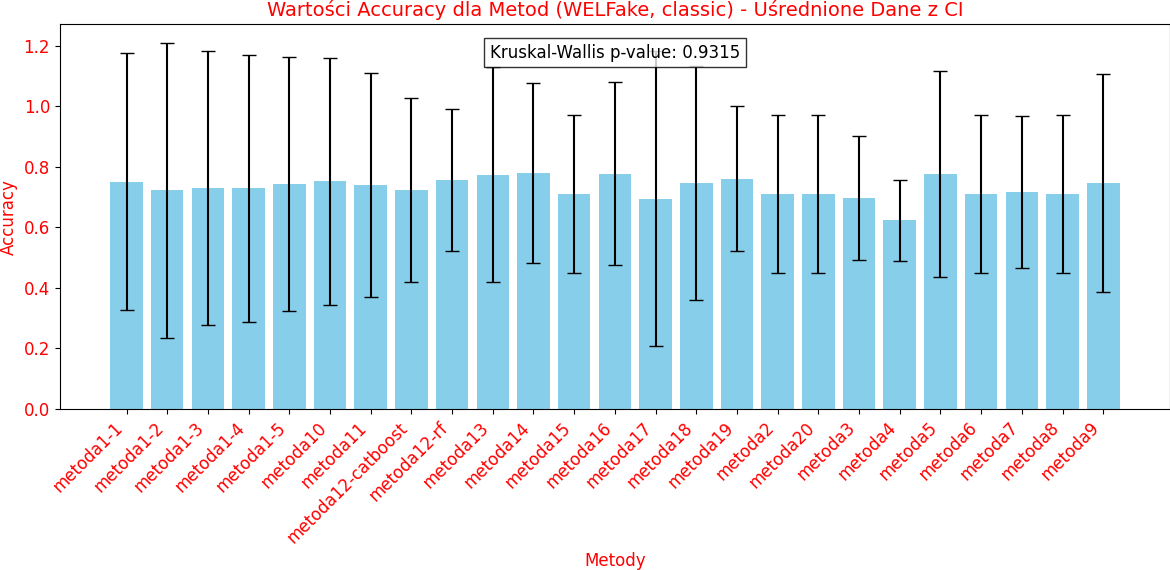 Wartości Accuracy dla Metod (WELFake, classic) - Uśrednione Dane z CI
Kruskal-Wallis p-value: 0.9315
Accuracy
1.2
1.0
0.8
0.6
0.4
0.2
0.0
metoda1-1
metoda1-2
metoda1-3
metoda1-4
metoda1-5
metoda10
metoda11
metoda12-catboost
metoda12-rf
metoda13
metoda14
metoda15
metoda16
metoda17
metoda18
metoda19
metoda2
metoda20
metoda3
metoda4
metoda5
metoda6
metoda7
metoda8
metoda9
Metody